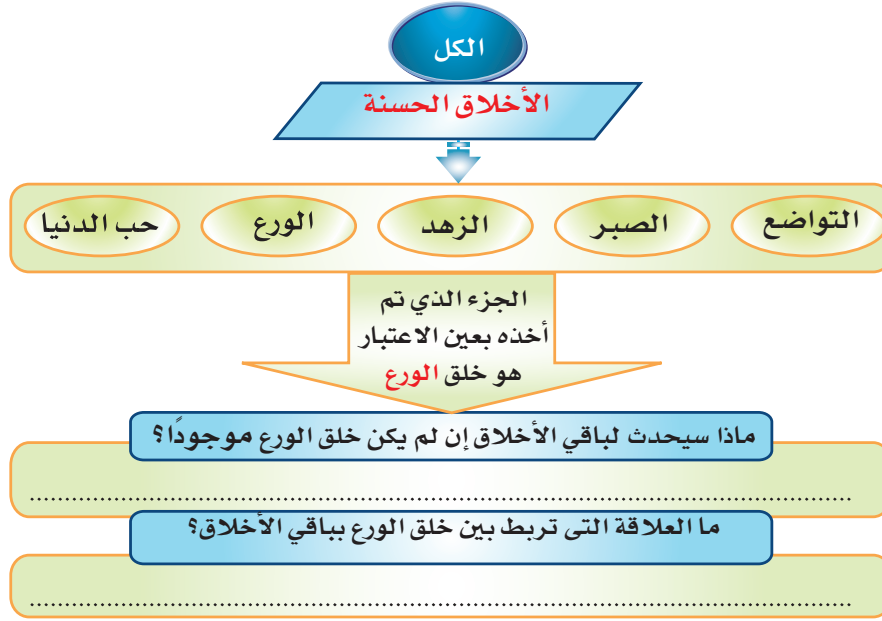 الكل
الأخلاق الحسنة
التواضع
الصبر
الزهد
الورع
حب الدنيا
الجزء الذي تم
أخذه بعين الاعتبار
هو خلق الورع
ماذا سيحدث لباقي الأخلاق إن لم يكن خلق الورع موجودًا؟
ما العلاقة التى تربط بين خلق الورع بباقي الأخلاق؟